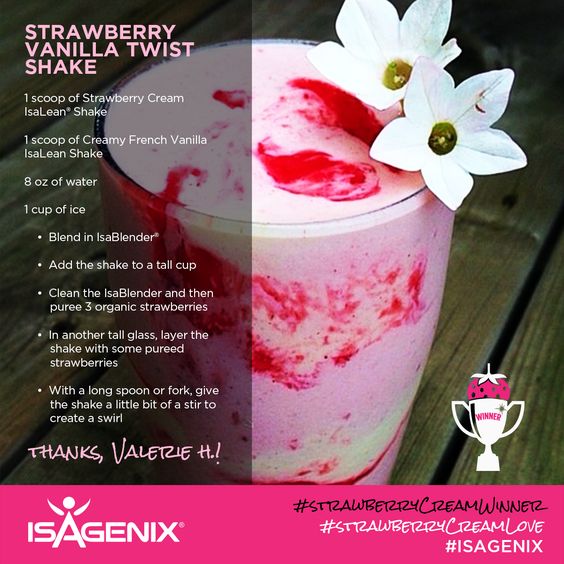 STRAWBERRY
VANILLA TWIST
SHAKE
1 scoop of Strawberry Cream
IsaLean® Shake
1 scoop of Creamy French Vanilla
IsaLean Shake
8 oz of water
1 cup of ice
• Blend in IsaBlender®
• Add the shake to a tall cup
• Clean the IsaBlender and then
puree 3 organic strawberries
• In another tall glass, layer the
shake with some pureed
strawberries
• With a long spoon or fork, give
the shake a little bit of a stir to
create a swirl
THANKS, VALERIE H.!
WINNER
ISAGENIX®
#STRAWBERRYCREAMWINNER
#STRAWBERRYCREAMLOVE
#ISAGENIX